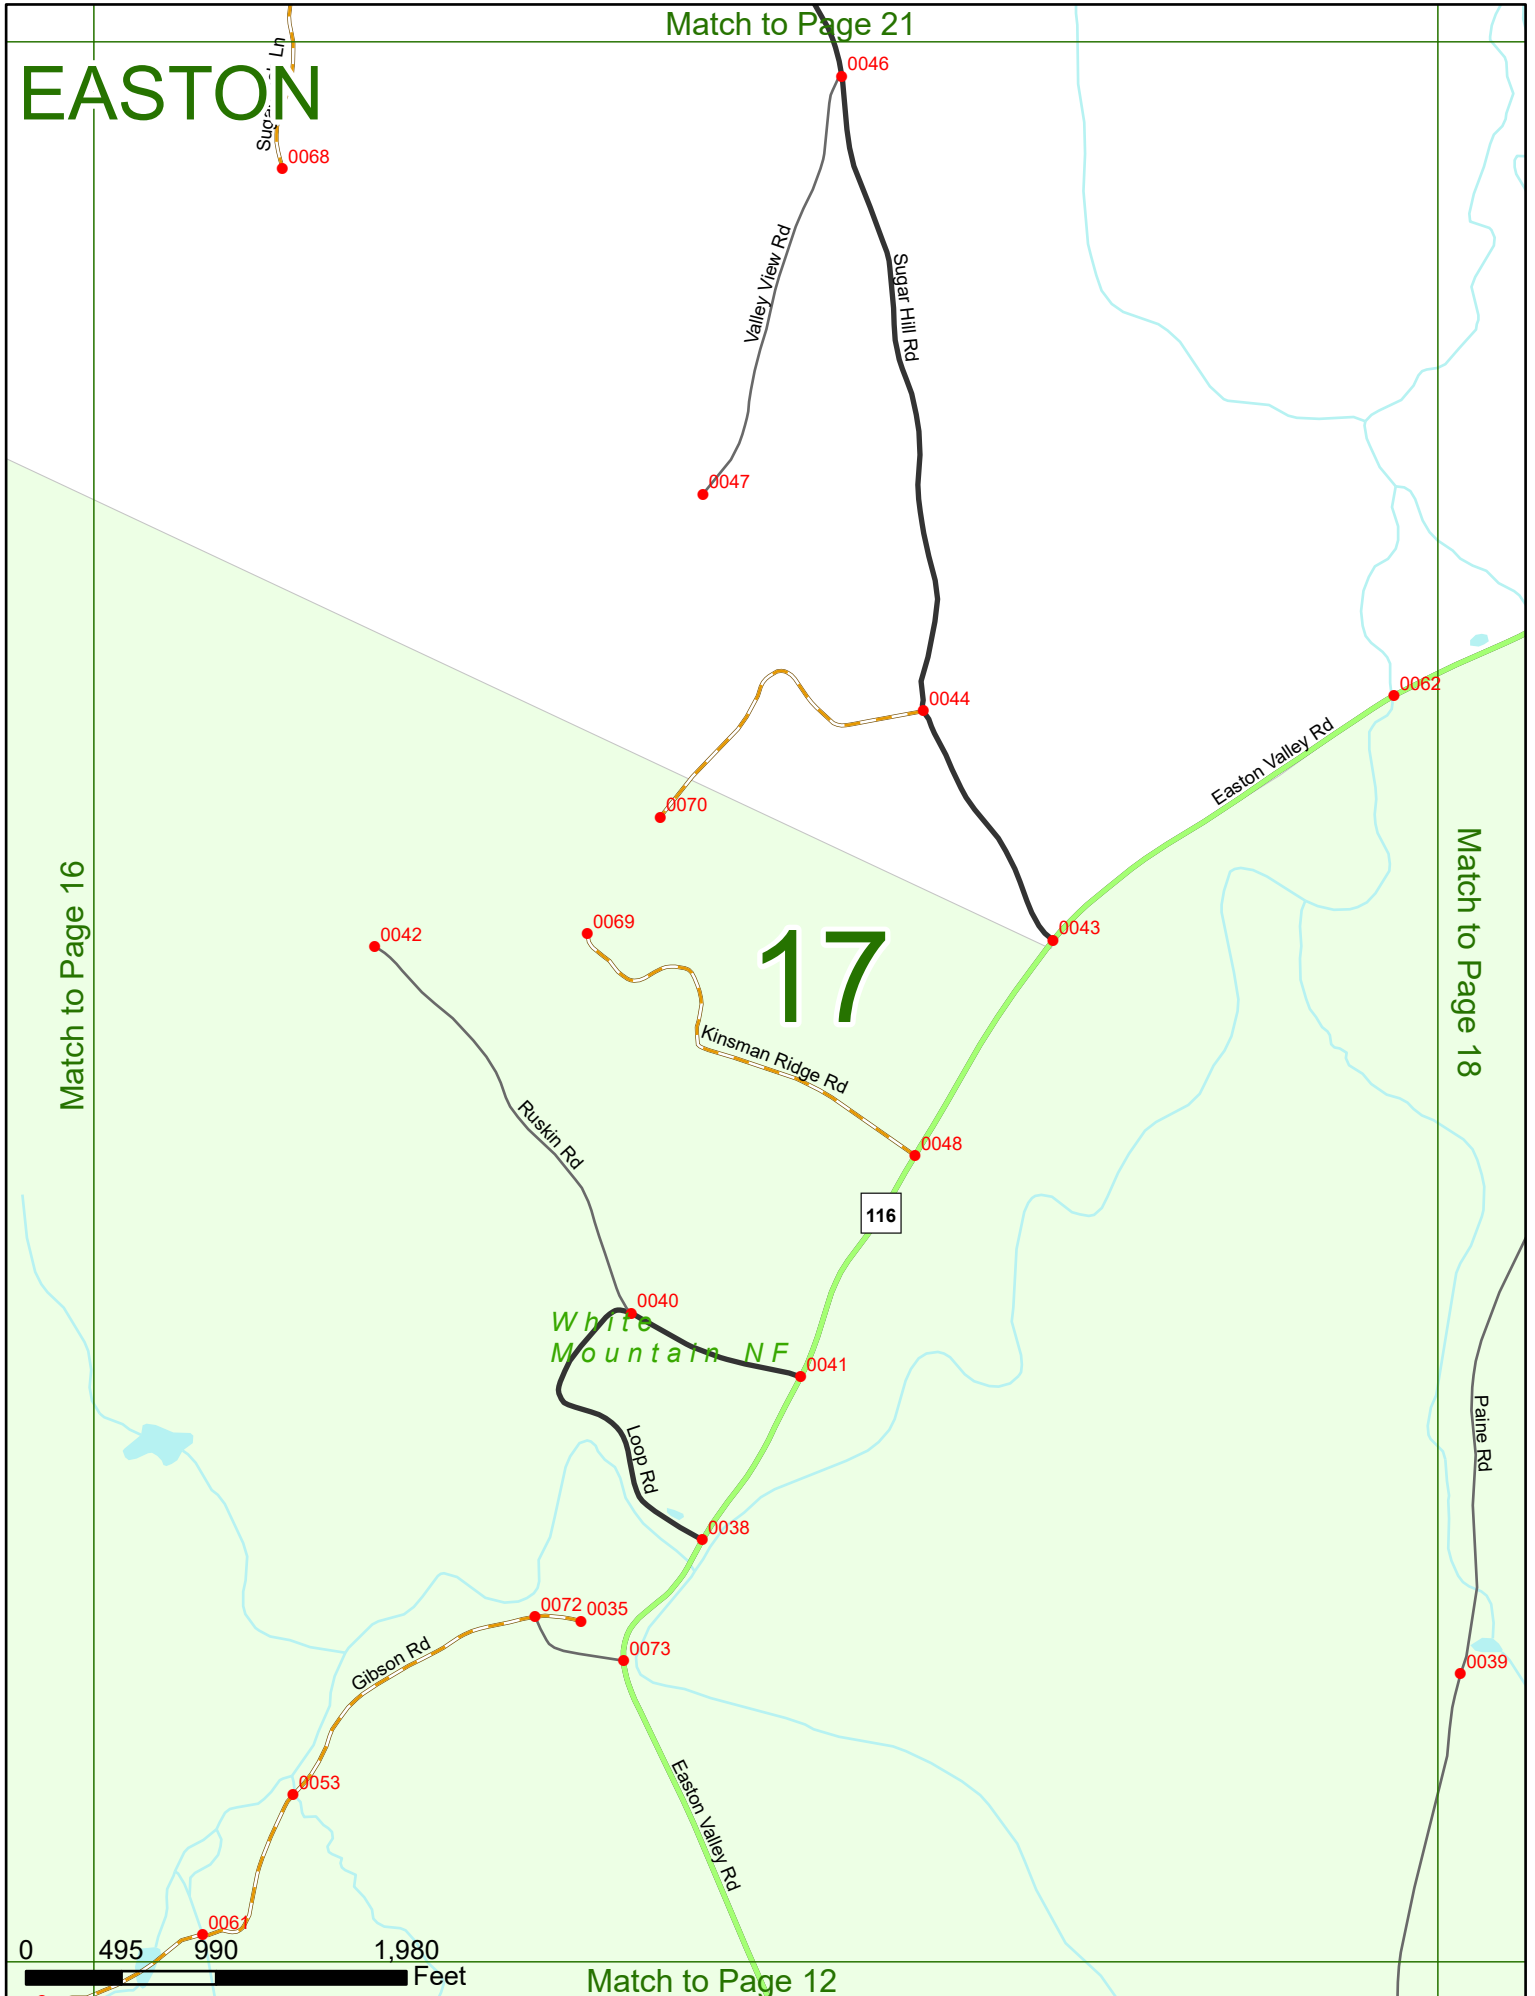 Match to Page 21
EASTON
Ln
0046
0068
Valley View Rd
Sugar Hill Rd
0047
0044
0062
0070
Easton Valley Rd
Match to Page 16
Match to Page 18
0042
0069
17
0043
Kinsman Ridge Rd
Ruskin Rd
0048
116
0040
White
Mountain NF
0041
Paine Rd
Loop Rd
0038
0072
0035
0073
0039
Gibson Rd
0053
Easton Valley Rd
0061
0 495 990 1,980
Feet
Match to Page 12